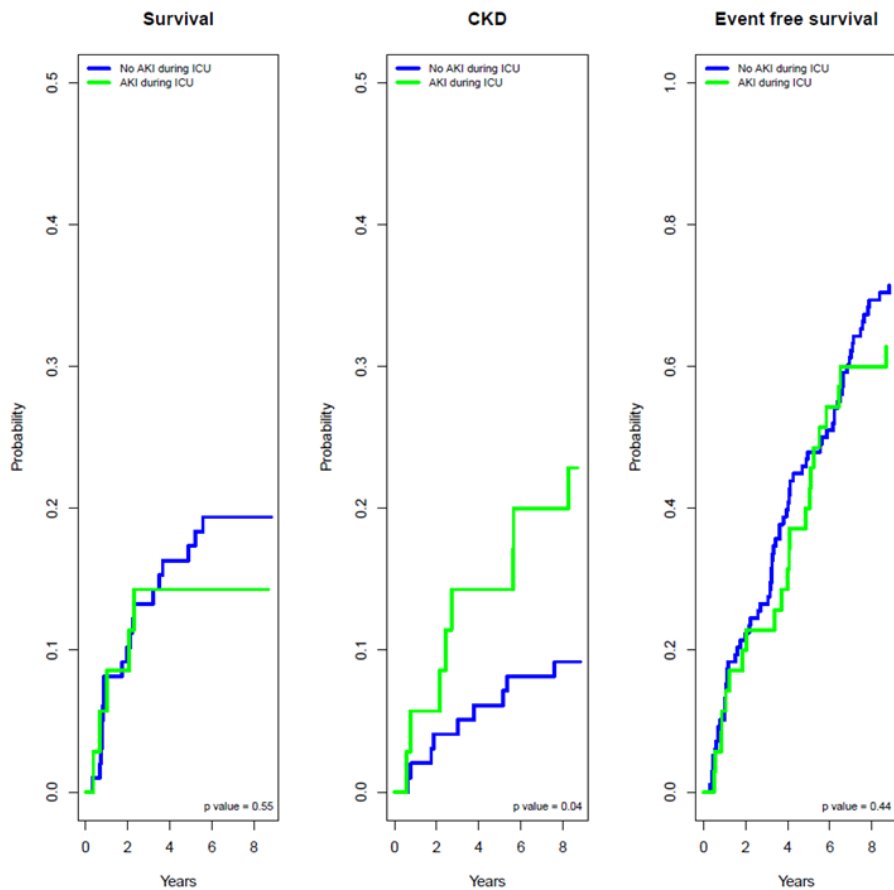 Survival
No AKI during ICU
AKI during ICU
0.5
0.4
0.3
0.2
0.1
0.0
Probability
p value = 0.55
0 2 4 6 8
Years
CKD
No AKI during ICU
AKI during ICU
0.5
0.4
0.3
0.2
0.1
0.0
Probability
p value = 0.04
0 2 4 6 8
Years
Event free survival
No AKI during ICU
AKI during ICU
1.0
0.8
0.6
0.4
0.2
0.0
Probability
p value = 0.44
0 2 4 6 8
Years